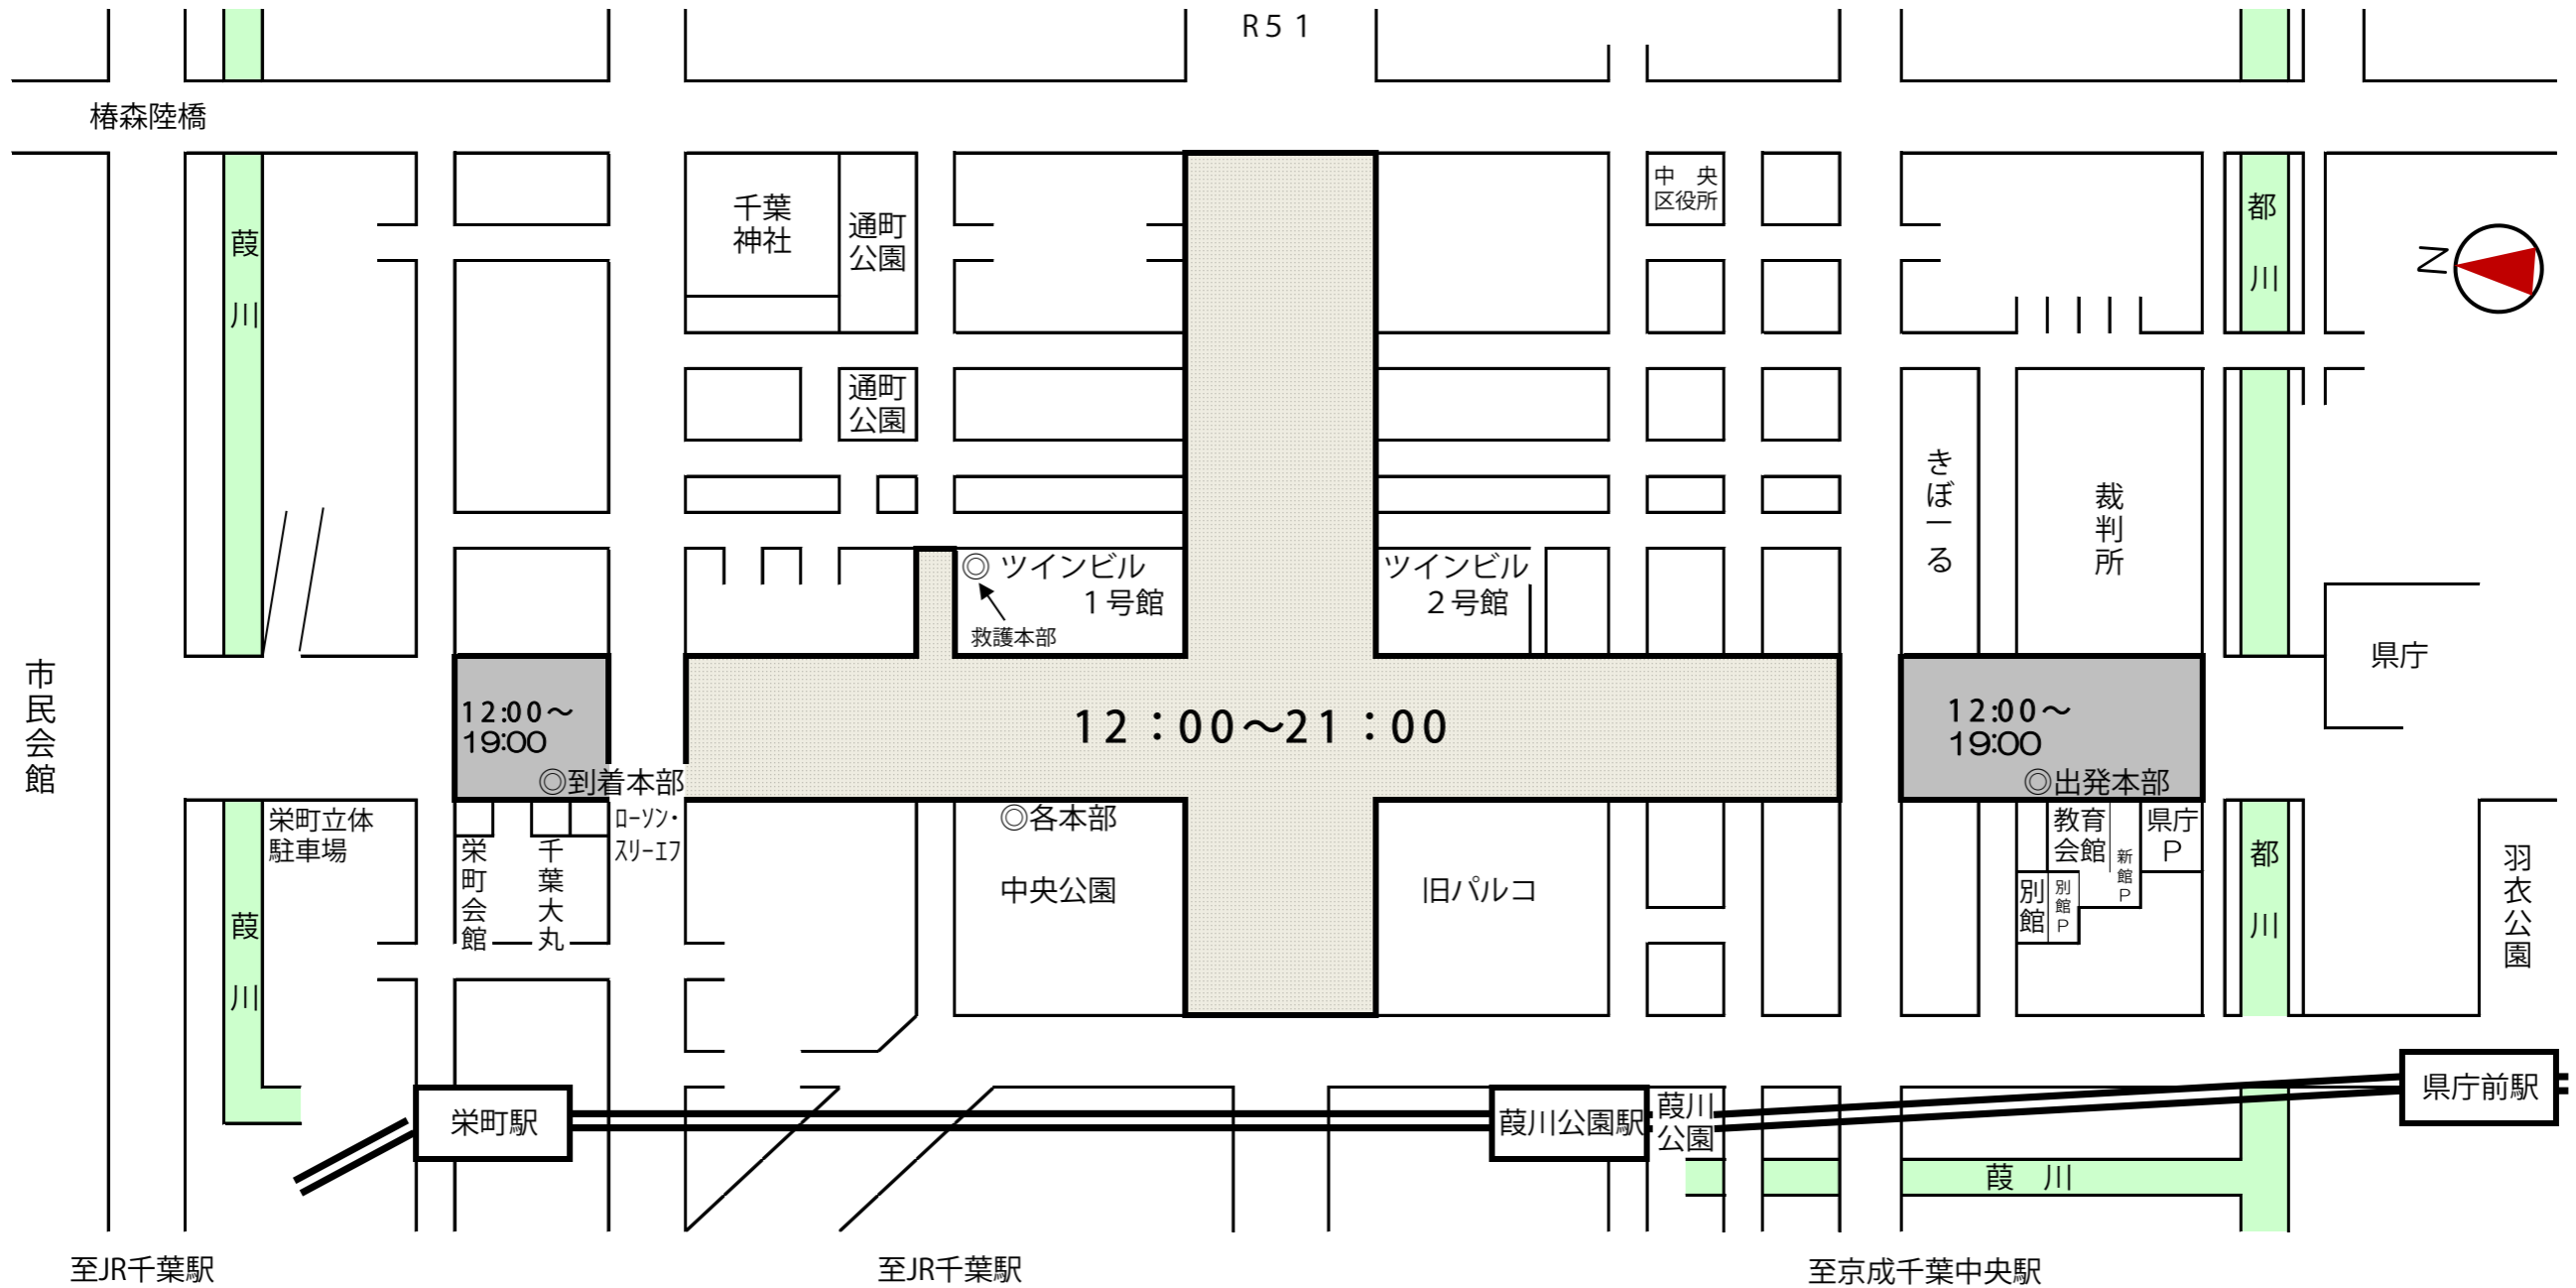 R５１
椿森陸橋
千葉
神社
通町
公園
中　央
区役所
葭
川
都
川
N
通町
公園
きぼーる
裁判所
◎ ツインビル
１号館
救護本部
ツインビル
２号館
市民会館
県庁
12:00～
19:00
12：00～21：00
12:00～
19:00
◎到着本部
◎出発本部
栄町立体
駐車場
ﾛｰｿﾝ・
ｽﾘｰｴﾌ
栄町会館
千葉大丸
◎各本部
中央公園
旧パルコ
教育
会館
新館P
県庁
P
別館
別館P
葭
川
都
川
羽衣公園
栄町駅
葭川公園駅
葭川
公園
県庁前駅
葭　川
至JR千葉駅
至JR千葉駅
至京成千葉中央駅